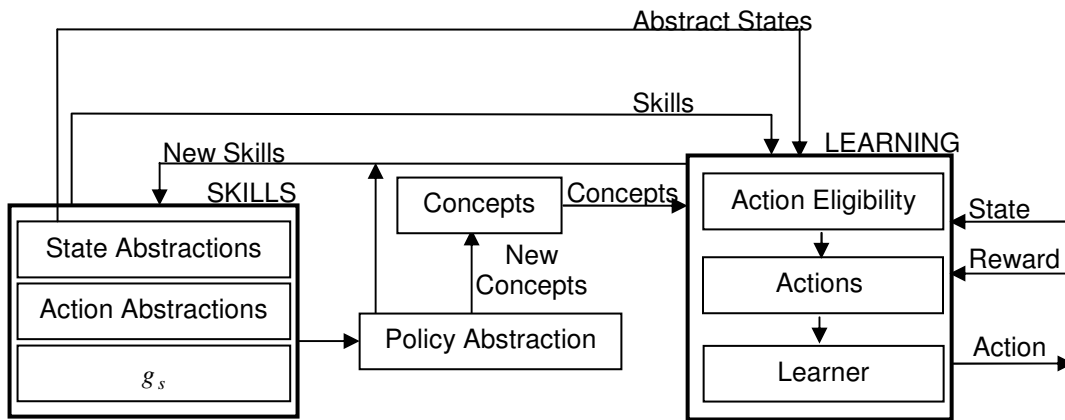 Abstract States
Skills
LEARNING
New Skills
SKILLS
Concepts
Concepts
Action Eligibility
State
State Abstractions
New
Concepts
Reward
Actions
Action Abstractions
Policy Abstraction
Action
Learner
g s